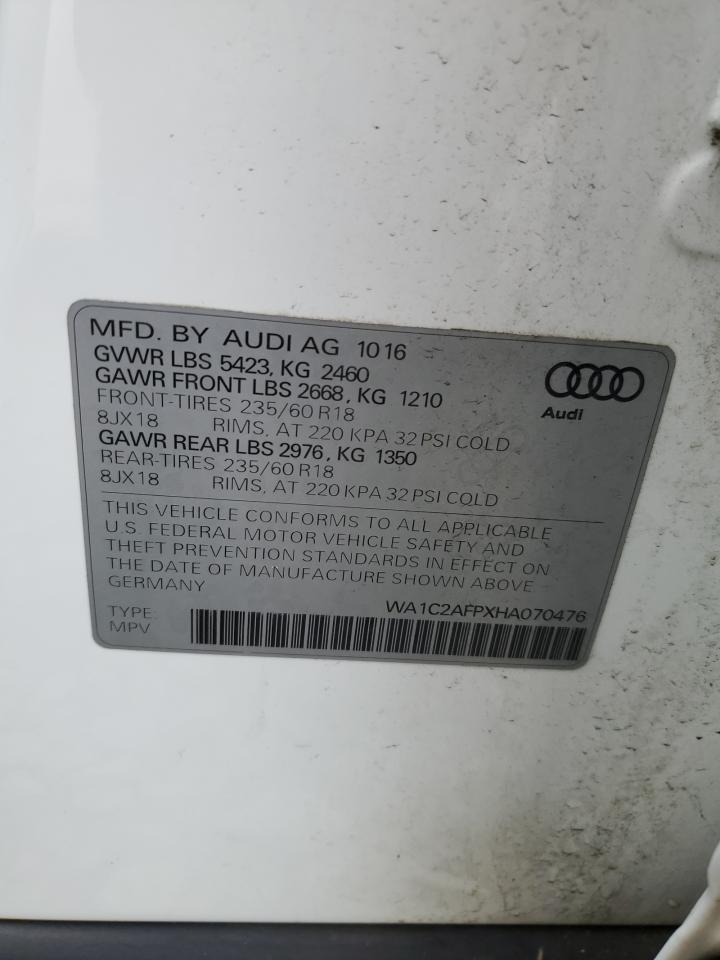 MFD. BY AUDI AG 1016
GVWR LBS 5423, KG 2460
GAWR FRONT LBS 2668, KG 1210
FRONT-TIRES 235/60 R18
8JX18 RIMS, AT 220 KPA 32 PSI COLD
GAWR REAR LBS 2976, KG 1350
REAR-TIRES 235/60 R18
8JX18 RIMS, AT 220 KPA 32 PSI COLD
Audi
THIS VEHICLE CONFORMS TO ALL APPLICABLE
U.S. FEDERAL MOTOR VEHICLE SAFETY AND
THEFT PREVENTION STANDARDS IN EFFECT ON
THE DATE OF MANUFACTURE SHOWN ABOVE
GERMANY
WA1C2AFPXHA070476
TYPE:
MPV